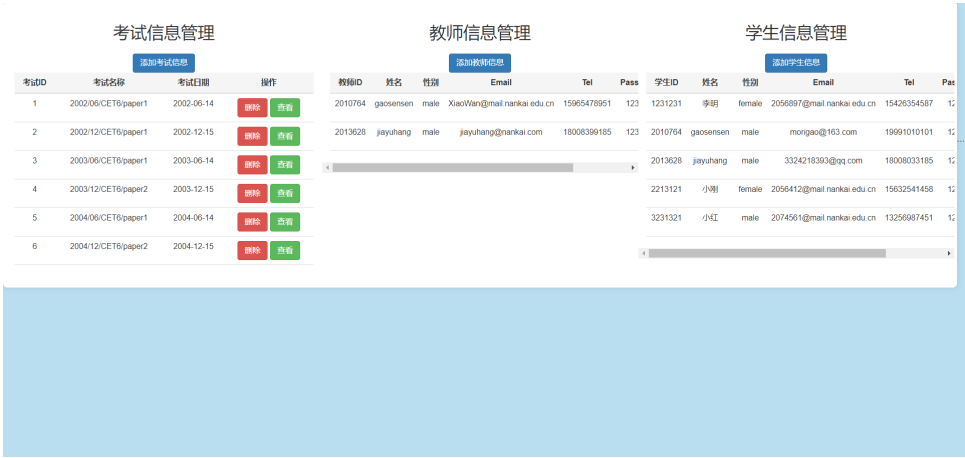 考试信息管理
添加考试信息
考试ID 考试名称 考试日期 操作
1 2002/06/CET6/paper1 2002-06-14 删除 查看
2 2002/12/CET6/paper1 2002-12-15 删除 查看
3 2003/06/CET6/paper1 2003-06-14 删除 查看
4 2003/12/CET6/paper2 2003-12-15 删除 查看
5 2004/06/CET6/paper1 2004-06-14 删除 查看
6 2004/12/CET6/paper2 2004-12-15 删除 查看
教师信息管理
添加教师信息
教师ID 姓名 性别 Email Tel Pass
2010764 gaosensen male XiaoWan@mail.nankai.edu.cn 15965478951 123
2013628 jiayuhang male jiayuhang@nankai.com 18008399185 123
学生信息管理
添加学生信息
学生ID 姓名 性别 Email Tel Pas
1231231 李明 female 2056897@mail.nankai.edu.cn 15426354587 12
2010764 gaosensen male morigao@163.com 19991010101 12
2013628 jiayuhang male 3324218393@qq.com 18008033185 12
2213121 小刚 female 2056412@mail.nankai.edu.cn 15632541458 12
3231321 小红 male 2074561@mail.nankai.edu.cn 13256987451 12